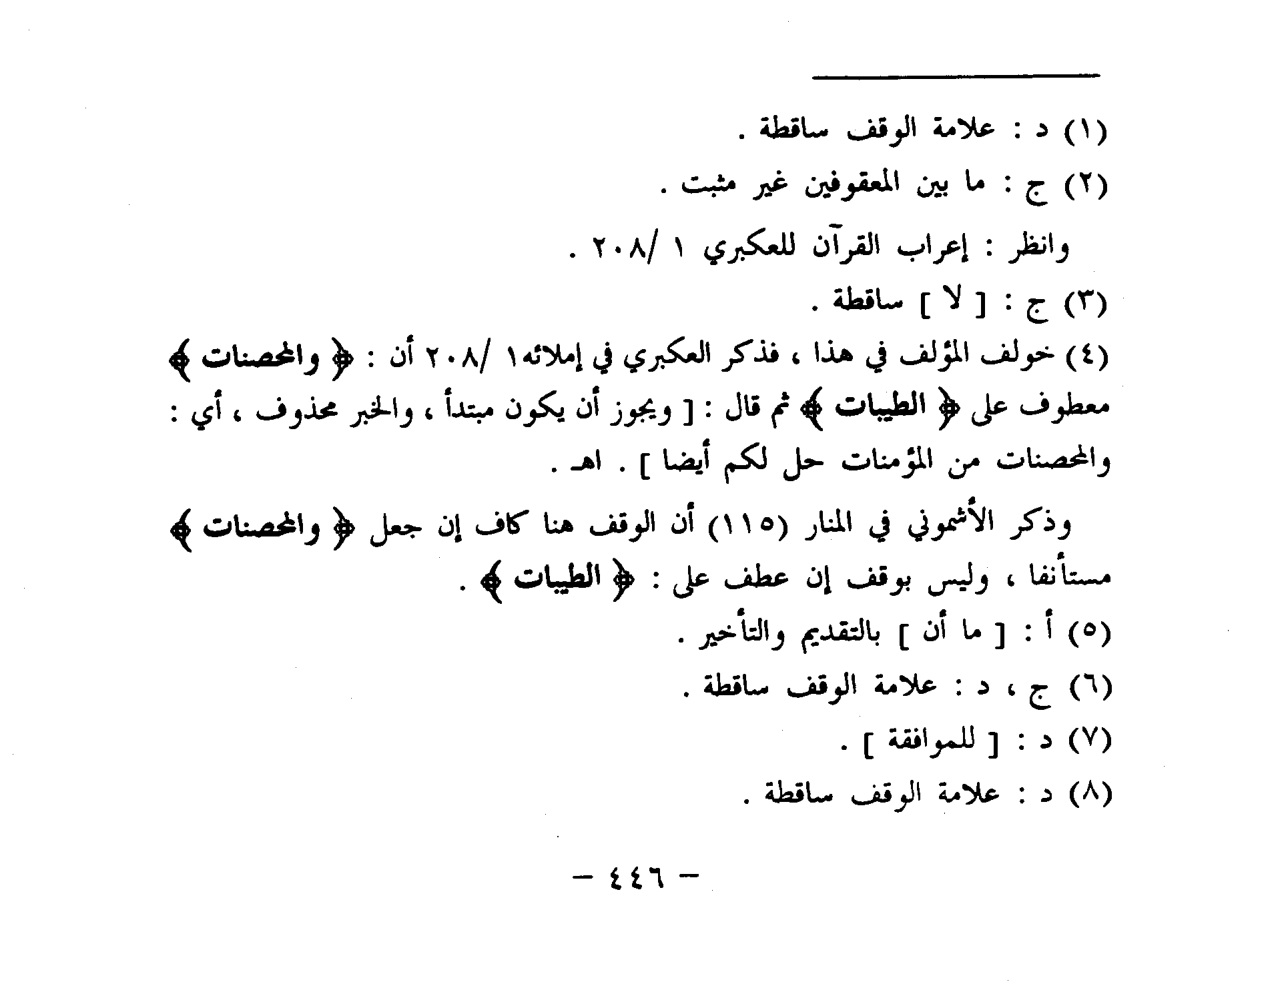 (١) د : علامة الوقف ساقطة .
(٢) ج : ما بين المعقوفين غير مثبت .
وانظر : إعراب القرآن للعكبري ١ /٢٠٨ .
(٣) ج : [ لا ] ساقطة .
(٤) خولف المؤلف في هذا ، فذكر العكبري في إملائه١ /٢٠٨ أن : ﴿ والمحصنات ﴾
معطوف على ﴿ الطيبات ﴾ ثم قال : [ ويجوز أن يكون مبتدأ ، والخبر محذوف ، أي :
والمحصنات من المؤمنات حل لكم أيضا ] . اهـ .
وذكر الأشموني في المنار (١١٥) أن الوقف هنا كاف إن جعل ﴿ والمحصنات ﴾
مستأنفا ، وليس بوقف إن عطف على : ﴿ الطيبات ﴾ .
(٥) أ : [ ما أن ] بالتقديم والتأخير .
(٦) ج ، د : علامة الوقف ساقطة .
(٧) د : [ للموافقة ] .
(٨) د : علامة الوقف ساقطة .
– ٤٤٦ –